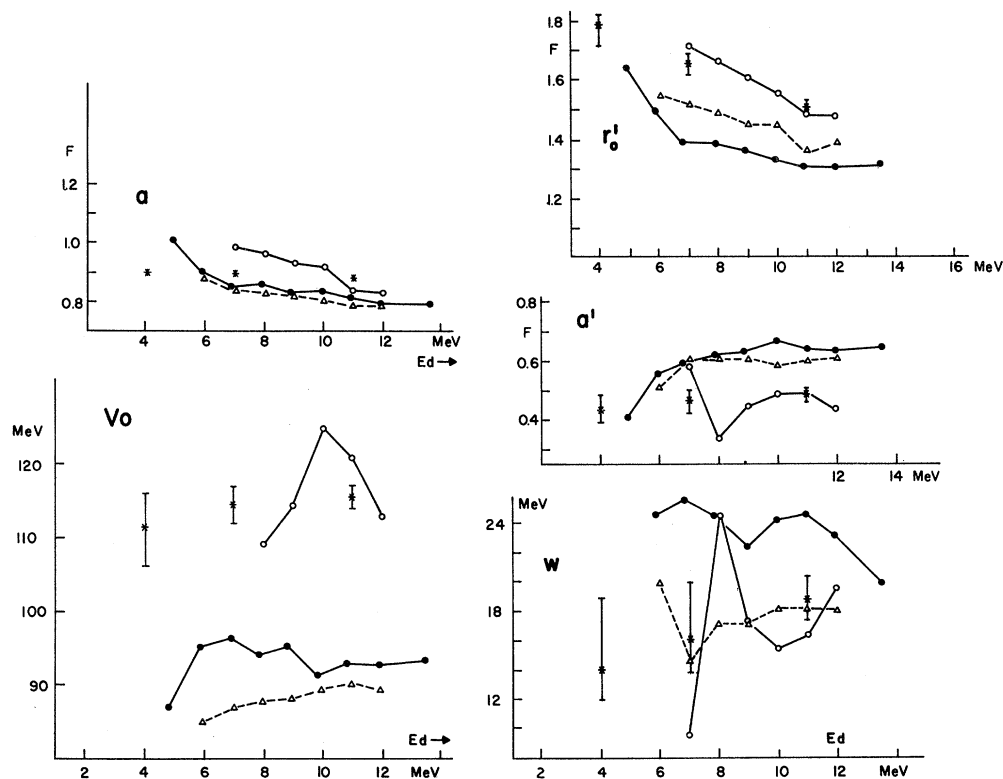 F
1.2
1.0
0.8
a
4 6 8 10 12 MeV
Ed →
1.8
F
1.6
1.4
1.2
r₀'
4 6 8 10 12 14 16 MeV
0.8
F
0.6
0.4
a'
12 14 MeV
Vo
MeV
120
110
100
90
Ed →
2 4 6 8 10 12 MeV
MeV
24
18
12
W
Ed
2 4 6 8 10 12 14 MeV